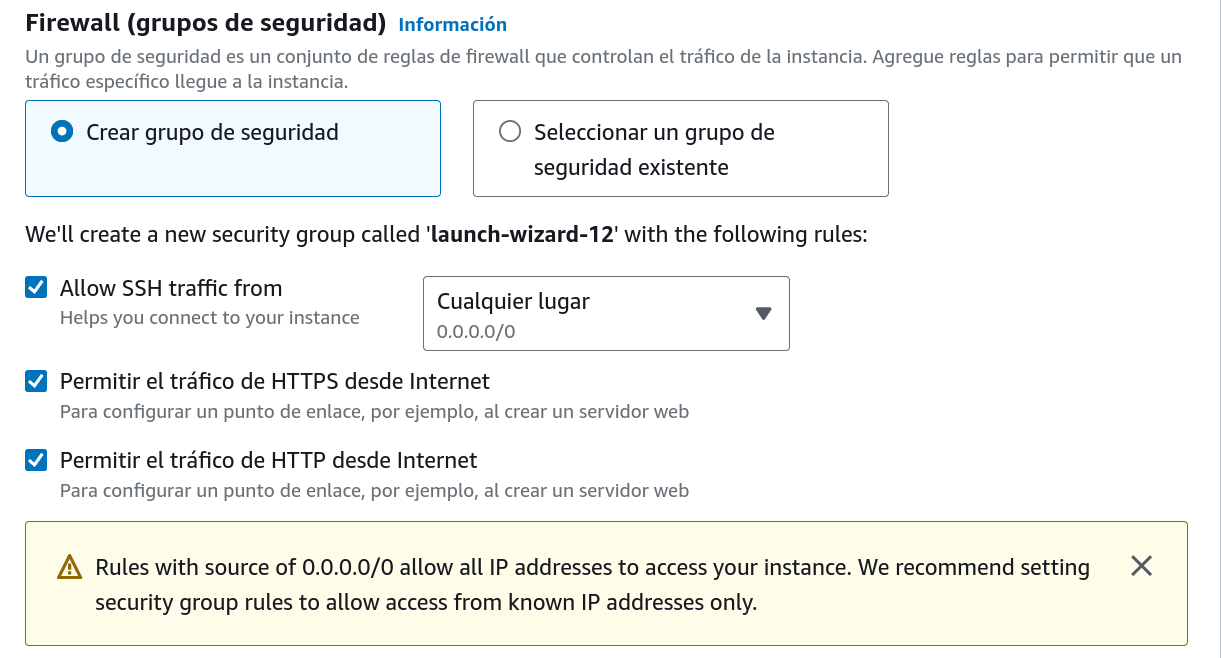 Firewall (grupos de seguridad) Información
Un grupo de seguridad es un conjunto de reglas de firewall que controlan el tráfico de la instancia. Agregue reglas para permitir que un
tráfico específico llegue a la instancia.
Crear grupo de seguridad
Seleccionar un grupo de
seguridad existente
We'll create a new security group called 'launch-wizard-12' with the following rules:
Allow SSH traffic from
Helps you connect to your instance
Cualquier lugar
0.0.0.0/0
Permitir el tráfico de HTTPS desde Internet
Para configurar un punto de enlace, por ejemplo, al crear un servidor web
Permitir el tráfico de HTTP desde Internet
Para configurar un punto de enlace, por ejemplo, al crear un servidor web
Rules with source of 0.0.0.0/0 allow all IP addresses to access your instance. We recommend setting
security group rules to allow access from known IP addresses only.